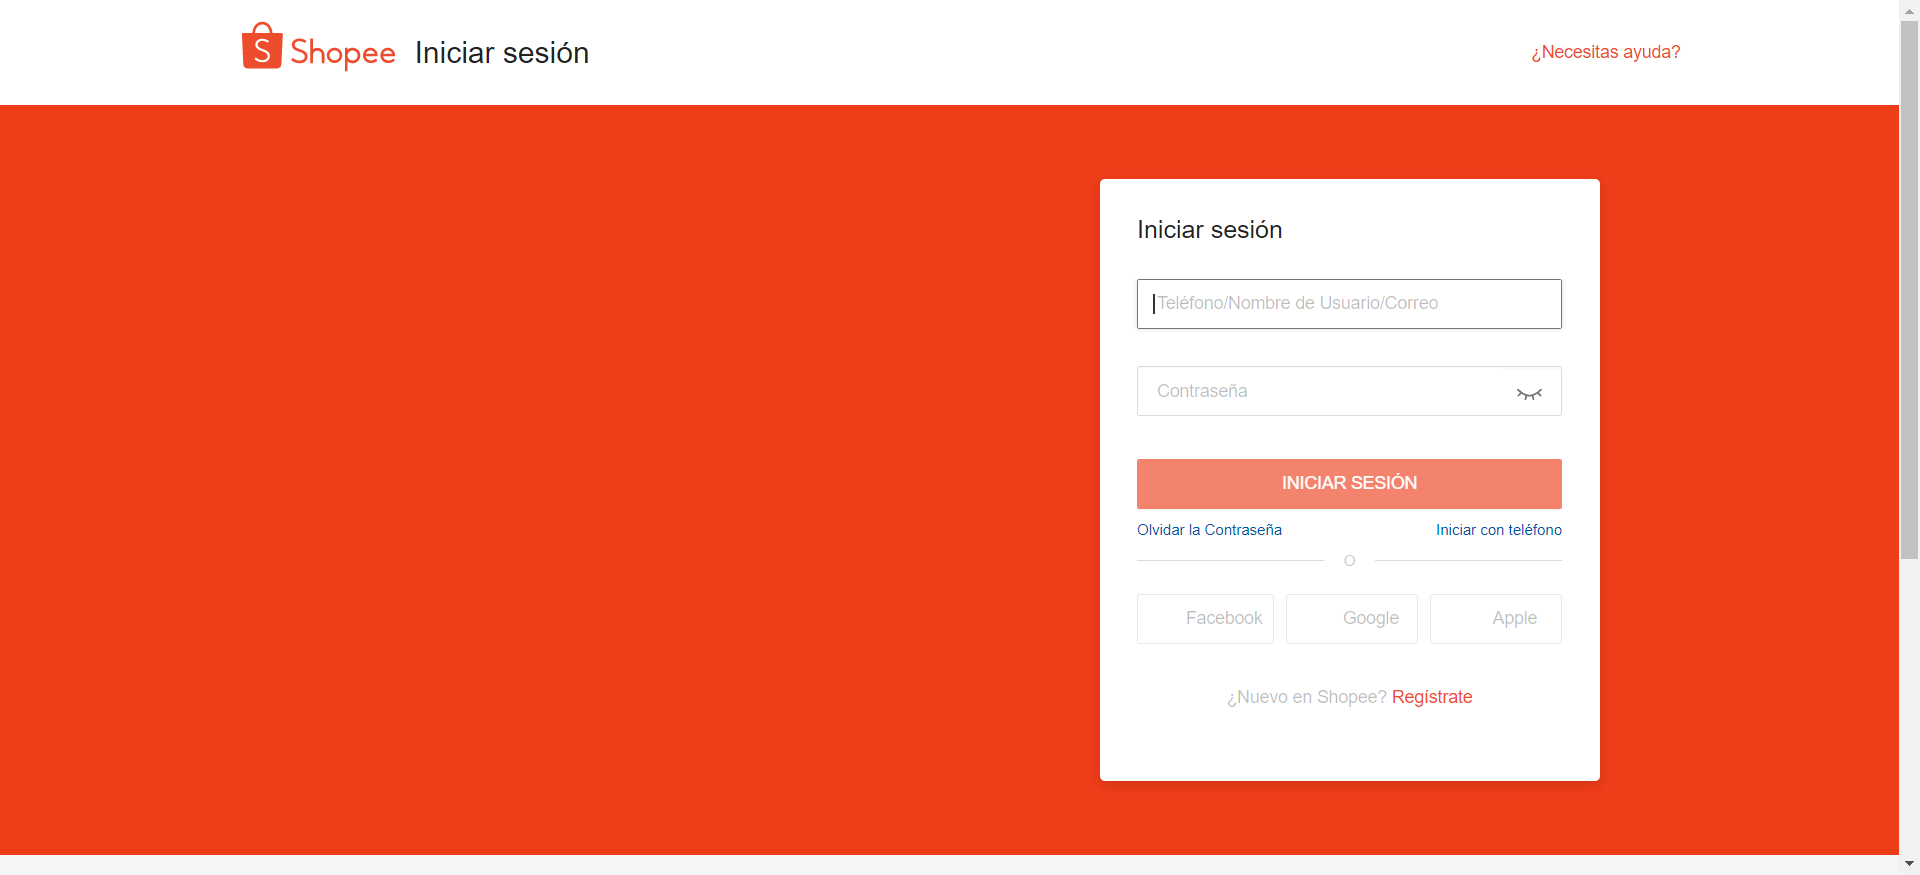 Shopee Iniciar sesión
¿Necesitas ayuda?
Iniciar sesión
Teléfono/Nombre de Usuario/Correo
Contraseña
INICIAR SESIÓN
Olvidar la Contraseña
Iniciar con teléfono
O
Facebook
Google
Apple
¿Nuevo en Shopee? Regístrate